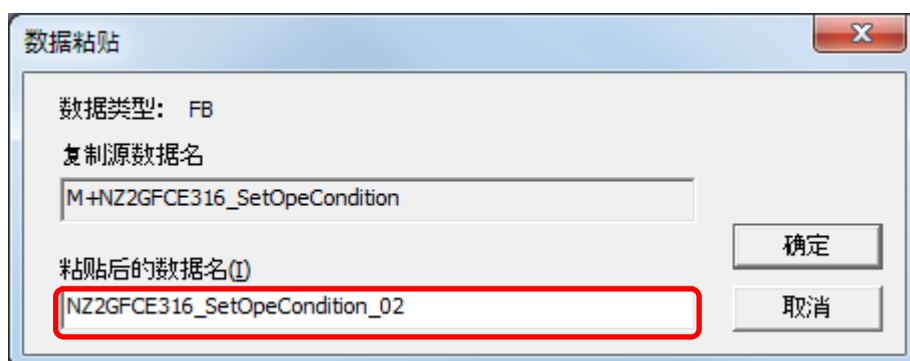 数据粘贴
数据类型: FB
复制源数据名
M+NZ2GFCE316_SetOpeCondition
确定
粘贴后的数据名(I)
NZ2GFCE316_SetOpeCondition_02
取消